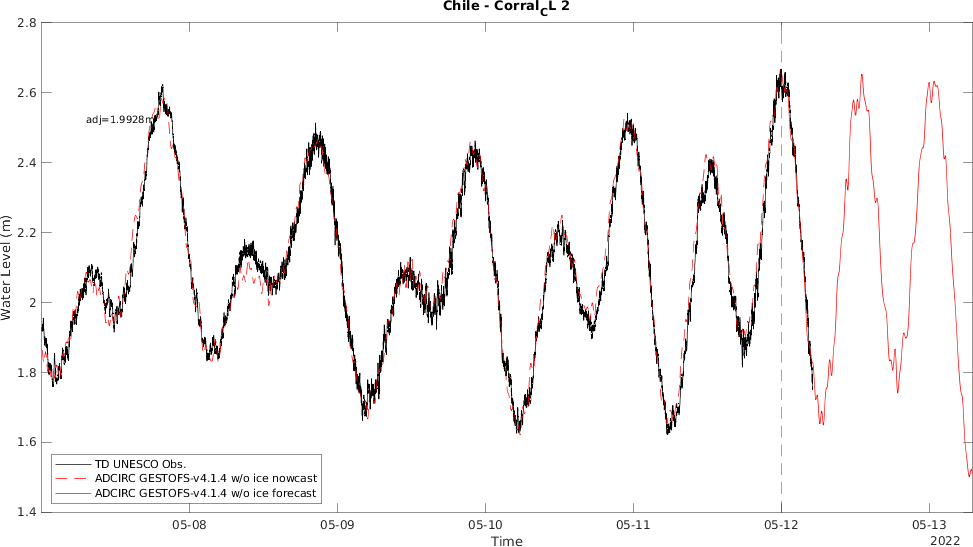 Chile - Corral_CL 2
2.8
2.6
2.4
2.2
2
1.8
1.6
1.4
Water Level (m)
adj=1.9928m
TD UNESCO Obs.
ADCIRC GESTOFS-v4.1.4 w/o ice nowcast
ADCIRC GESTOFS-v4.1.4 w/o ice forecast
05-08
05-09
05-10
05-11
05-12
05-13
Time
2022